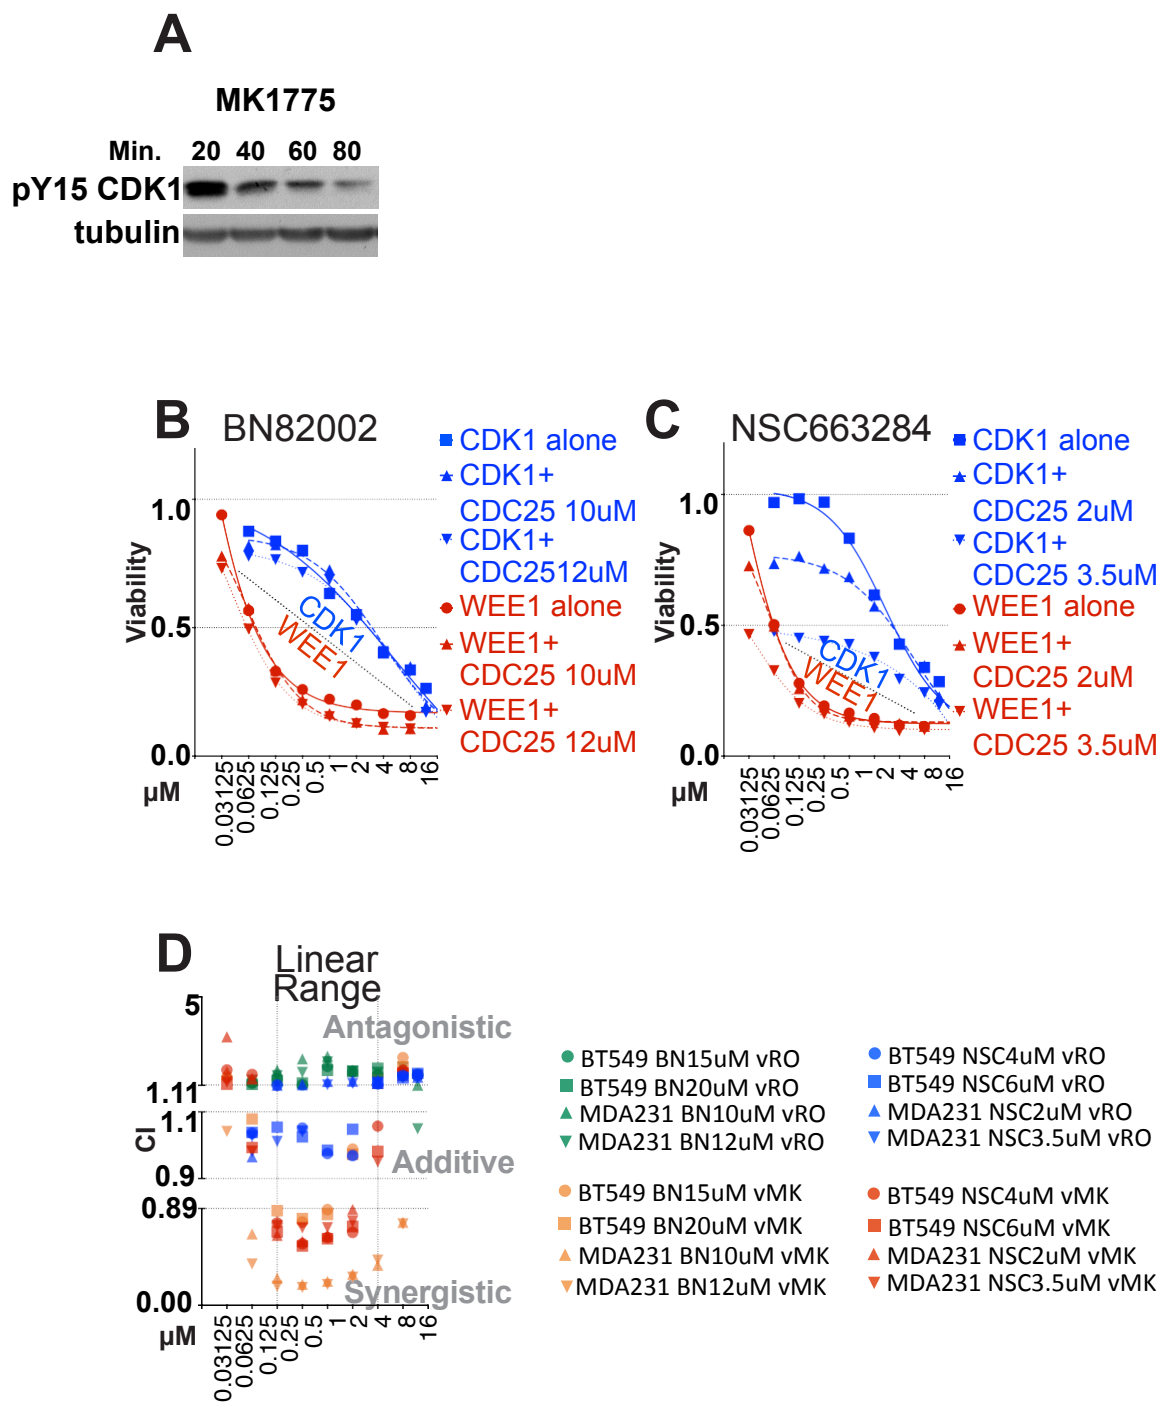 A
MK1775
Min. 20 40 60 80
pY15 CDK1
tubulin
B BN82002
CDK1 alone
CDK1+
CDC25 10uM
CDK1+
CDC2512uM
WEE1 alone
WEE1+
CDC25 10uM
WEE1+
CDC25 12uM
Viability
1.0
0.5
0.0
CDK1
WEE1
µM
0.03125
0.0625
0.125
0.25
0.5
1
2
4
8
16
C NSC663284
CDK1 alone
CDK1+
CDC25 2uM
CDK1+
CDC25 3.5uM
WEE1 alone
WEE1+
CDC25 2uM
WEE1+
CDC25 3.5uM
Viability
1.0
0.5
0.0
CDK1
WEE1
µM
0.03125
0.0625
0.125
0.25
0.5
1
2
4
8
16
D
Linear
Range
5
Antagonistic
1.11
1.1
CI
Additive
0.9
0.89
Synergistic
0.00
µM
0.03125
0.0625
0.125
0.25
0.5
1
2
4
8
16
BT549 BN15uM vRO
BT549 BN20uM vRO
MDA231 BN10uM vRO
MDA231 BN12uM vRO
BT549 NSC4uM vRO
BT549 NSC6uM vRO
MDA231 NSC2uM vRO
MDA231 NSC3.5uM vRO
BT549 BN15uM vMK
BT549 BN20uM vMK
MDA231 BN10uM vMK
MDA231 BN12uM vMK
BT549 NSC4uM vMK
BT549 NSC6uM vMK
MDA231 NSC2uM vMK
MDA231 NSC3.5uM vMK